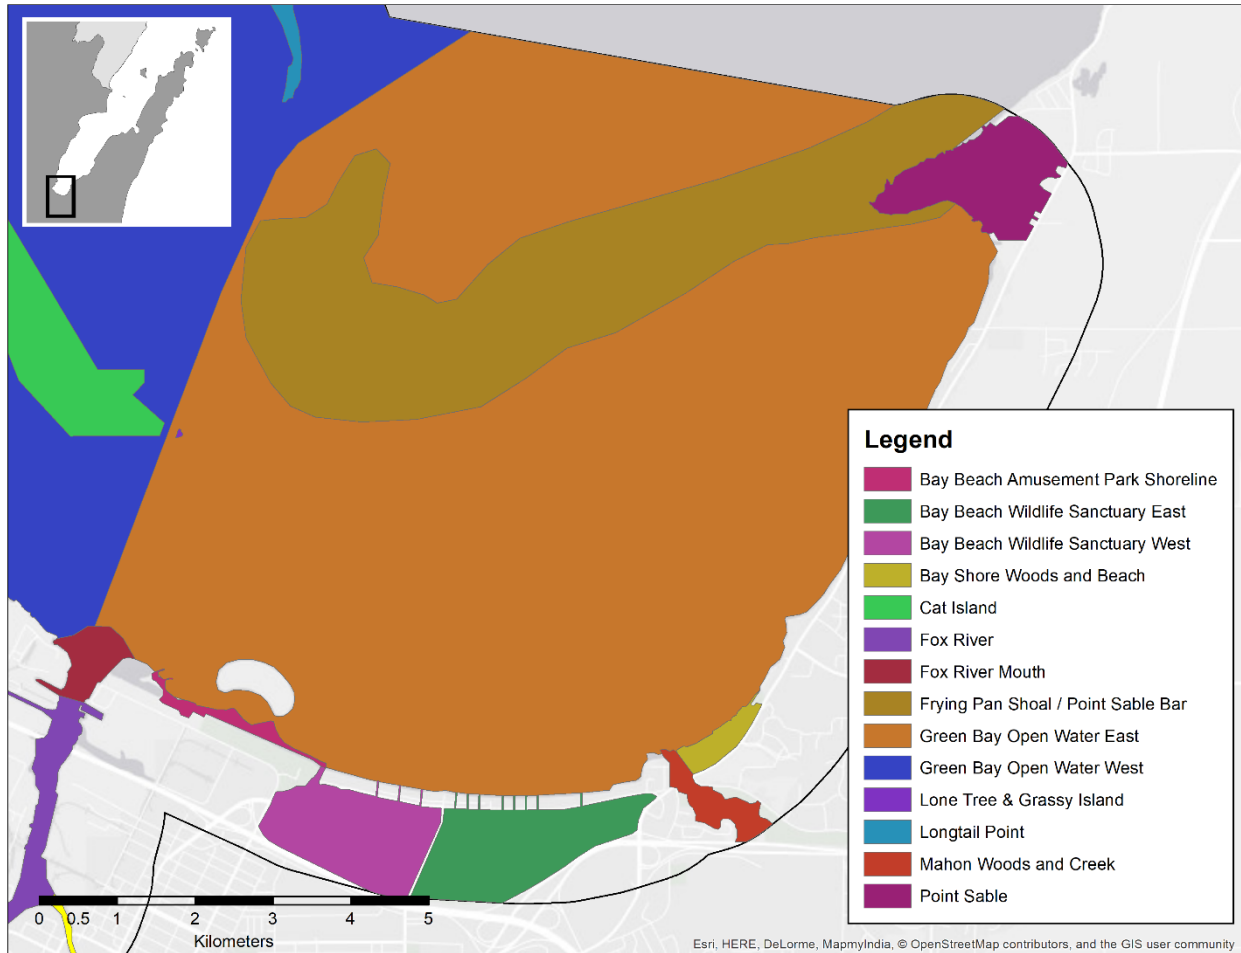 Legend
Bay Beach Amusement Park Shoreline
Bay Beach Wildlife Sanctuary East
Bay Beach Wildlife Sanctuary West
Bay Shore Woods and Beach
Cat Island
Fox River
Fox River Mouth
Frying Pan Shoal / Point Sable Bar
Green Bay Open Water East
Green Bay Open Water West
Lone Tree & Grassy Island
Longtail Point
Mahon Woods and Creek
Point Sable
0 0.5 1 2 3 4 5
Kilometers
Esri, HERE, DeLorme, MapmyIndia, © OpenStreetMap contributors, and the GIS user community